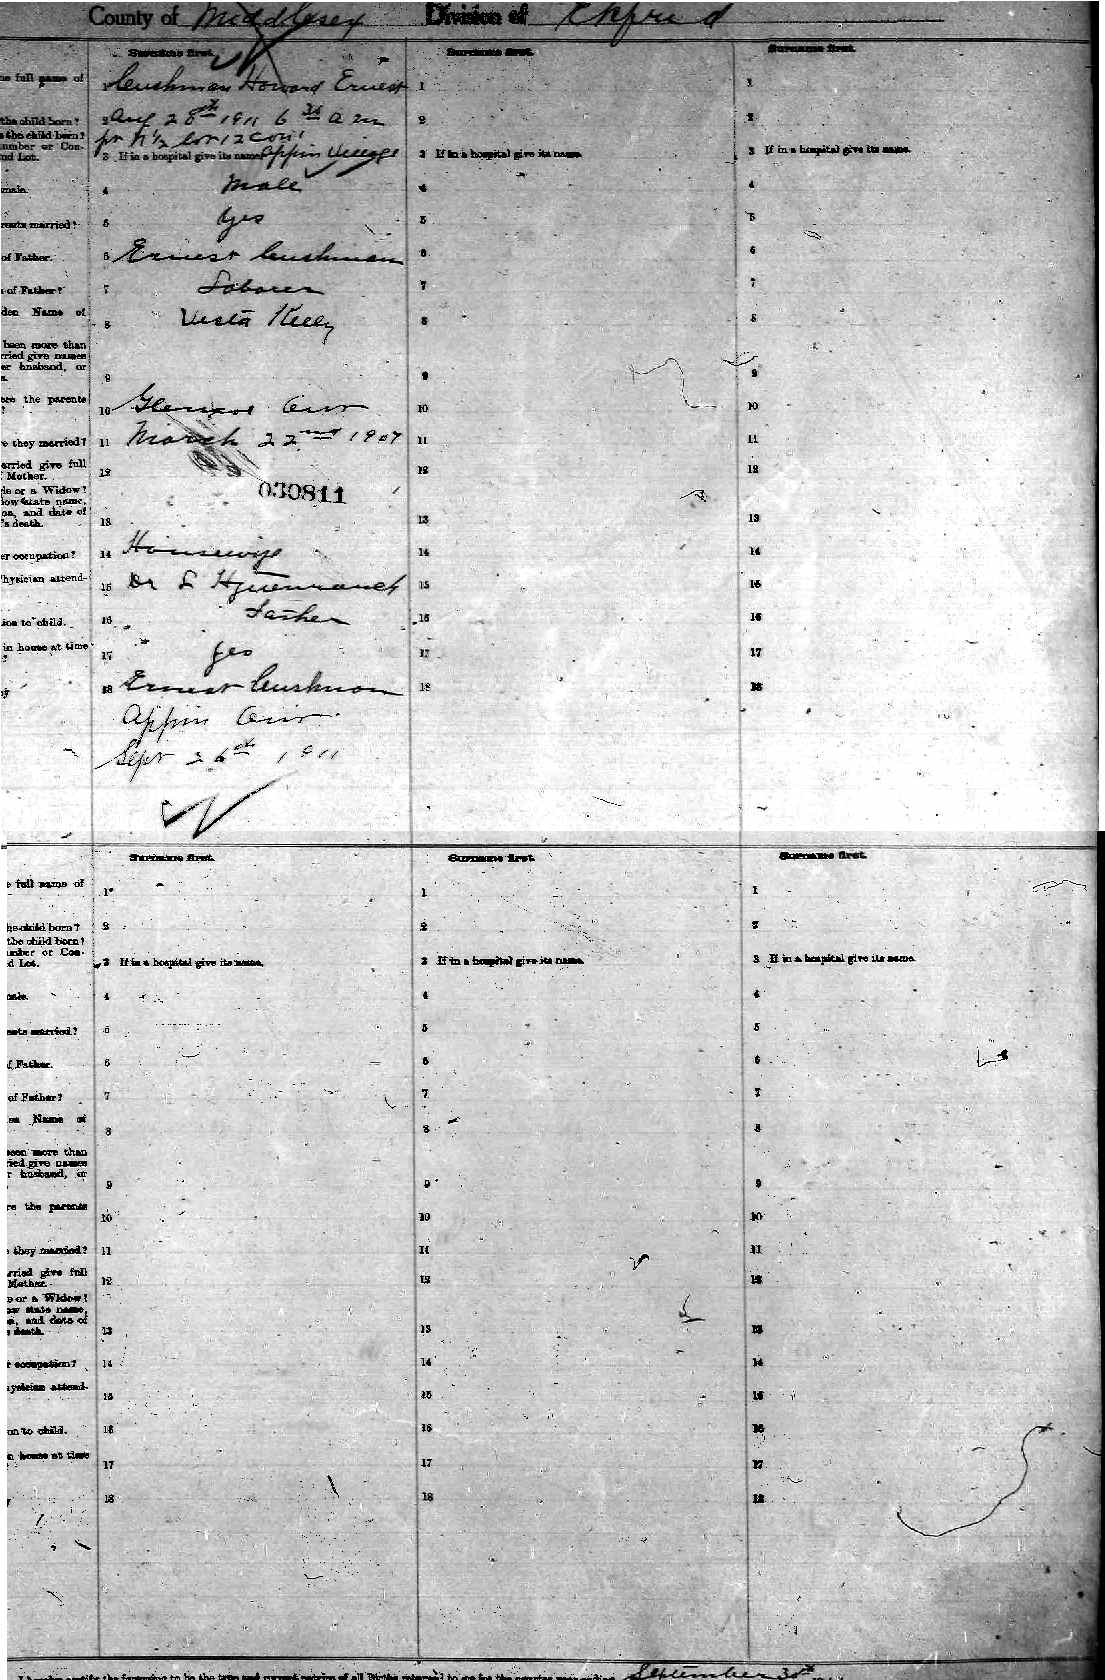 County of Middlesex Division of Ekfrid
Surname first. Surname first. Surname first.
full name of
1 Cushman Howard Ernest 1 1
the child born? 2 Aug 28th 1911 6 30 a m 2 2
the child born? pr N ½ Lot 12 Con 1
number or Con-
nd Lot. 3 If in a hospital give its name. Appin Village 3 If in a hospital give its name. 3 If in a hospital give its name.
4 Male 4 4
married? 5 Yes 5 5
of Father. 6 Ernest Cushman 6 6
of Father? 7 Laborer 7 7
den Name of 8 Vesta Kelly 8 8
been more than
rried give names
er husband, or
9 9 9
ere the parents
? 10 Glencoe Ont 10 10
e they married? 11 March 22nd 1907 11 11
arried give full
Mother. 12 12 12
le or a Widow?
low state name,
on, and date of
's death. 13 030811 13 13
er occupation? 14 Housewife 14 14
Physician attend-
15 Dr 15 15
ion to child. 16 Father 16 16
in house at time
17 Yes 17 17
18 Ernest Cushman 18 18
Appin Ont.
Sept 26th 1911
Surname first. Surname first. Surname first.
e full name of
1 1 1
he child born? 2 2 2
the child born?
umber or Con-
d Lot. 3 If in a hospital give its name. 3 If in a hospital give its name. 3 If in a hospital give its name.
4 4 4
ents married? 5 5 5
f Father. 6 6 6
of Father? 7 7 7
en Name of
8 8 8
been more than
ried give names
r husband, or
9 9 9
re the parents
10 10 10
e they married? 11 11 11
rried give full
Mother. 12 12 12
e or a Widow?
ow state name,
n, and date of
s death. 13 13 13
r occupation? 14 14 14
hysician attend-
15 15 15
on to child. 16 16 16
n house at time
17 17 17
18 18 18
certify the foregoing to be the true and correct of all Births returned to me for the ending September 30th